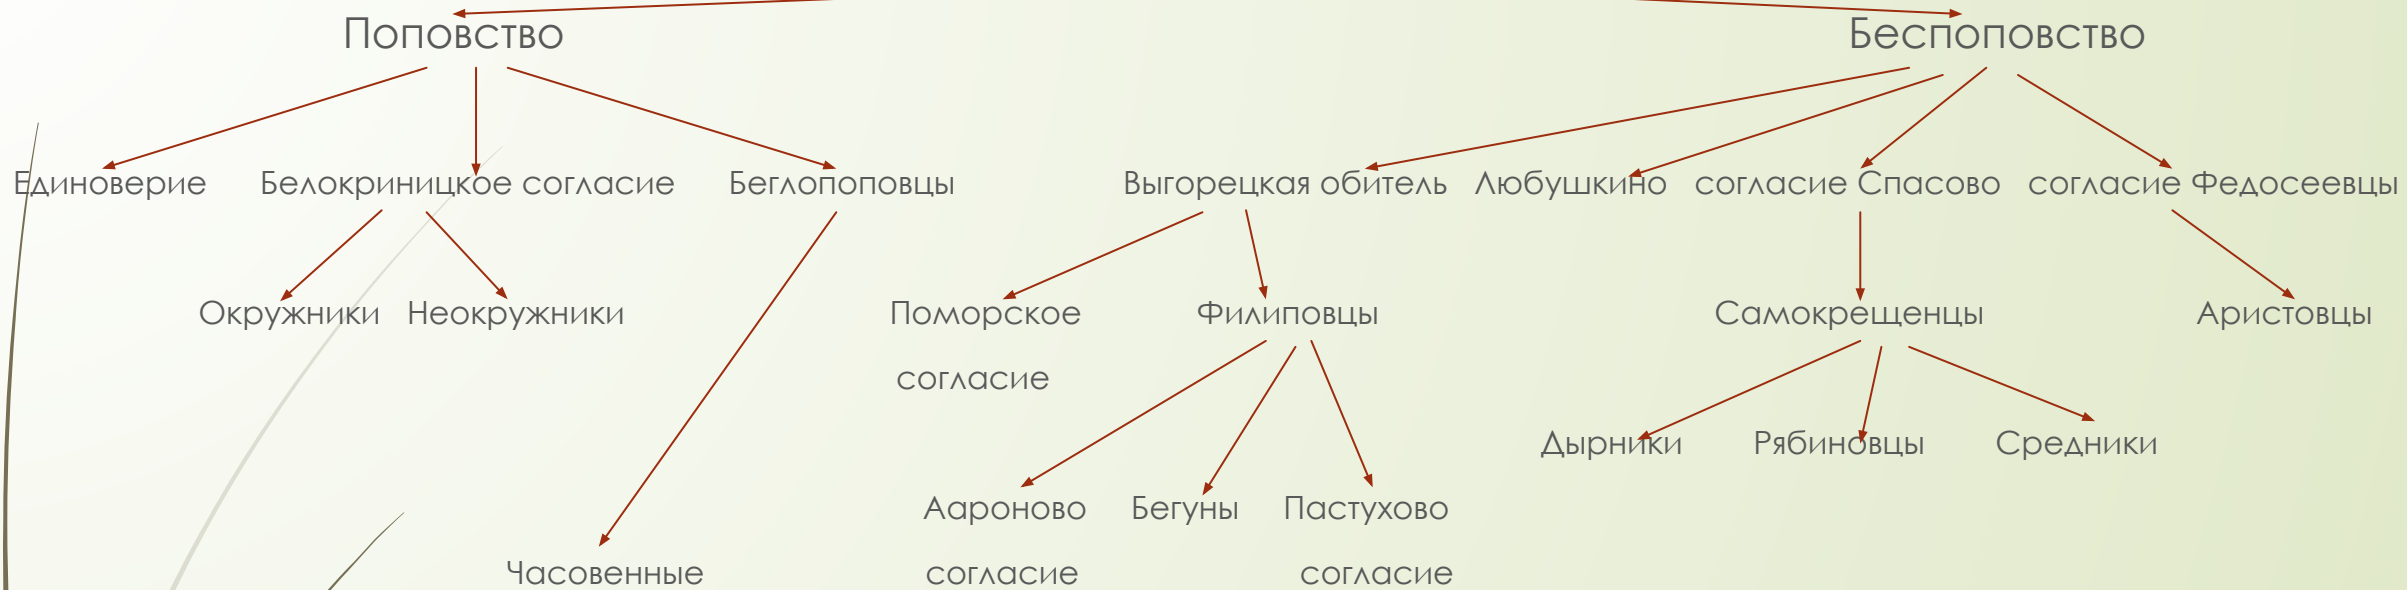 Поповство Беспоповство
Единоверие Белокриницкое согласие Беглопоповцы Выгорецкая обитель Любушкино согласие Спасово согласие Федосеевцы
Окружники Неокружники Поморское Филиповцы Самокрещенцы Аристовцы
согласие
Дырники Рябиновцы Средники
Аароново Бегуны Пастухово
Часовенные согласие согласие